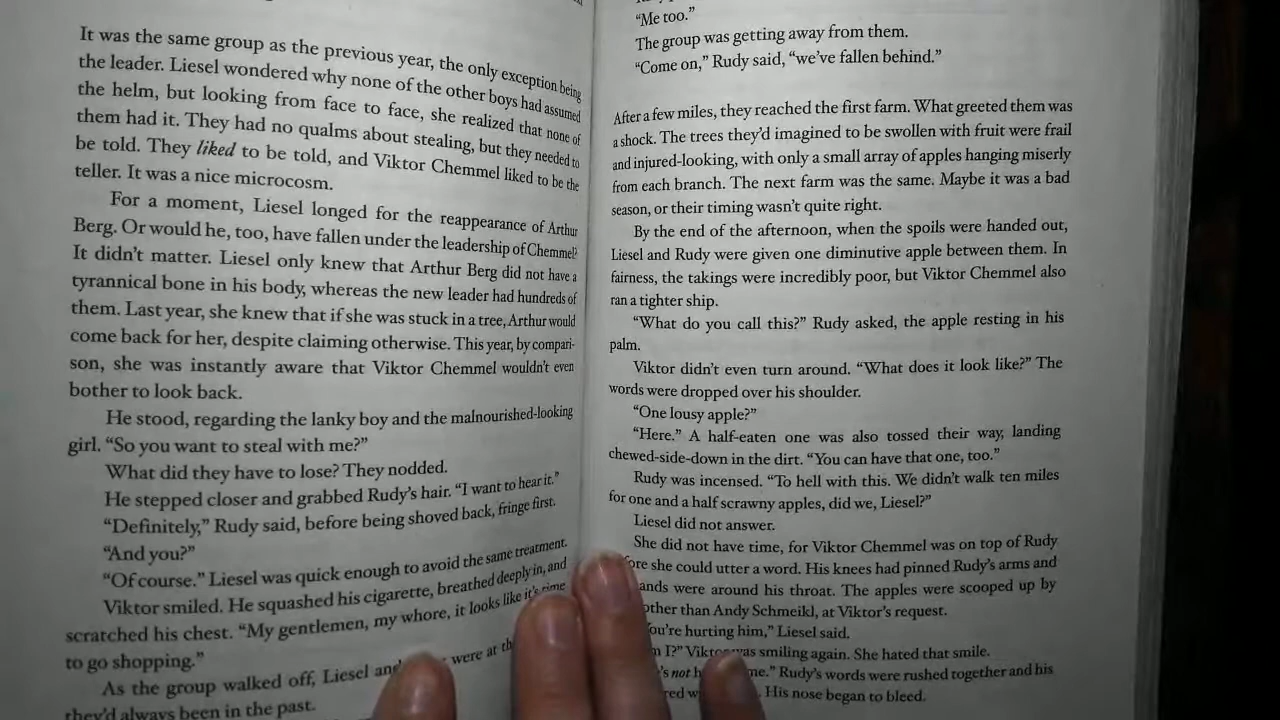 It was the same group as the previous year, the only exception being
the leader. Liesel wondered why none of the other boys had assumed
the helm, but looking from face to face, she realized that none of
them had it. They had no qualms about stealing, but they needed to
be told. They liked to be told, and Viktor Chemmel liked to be the
teller. It was a nice microcosm.
For a moment, Liesel longed for the reappearance of Arthur
Berg. Or would he, too, have fallen under the leadership of Chemmel?
It didn't matter. Liesel only knew that Arthur Berg did not have a
tyrannical bone in his body, whereas the new leader had hundreds of
them. Last year, she knew that if she was stuck in a tree, Arthur would
come back for her, despite claiming otherwise. This year, by compari-
son, she was instantly aware that Viktor Chemmel wouldn't even
bother to look back.
He stood, regarding the lanky boy and the malnourished-looking
girl. "So you want to steal with me?"
What did they have to lose? They nodded.
He stepped closer and grabbed Rudy's hair. "I want to hear it."
"Definitely," Rudy said, before being shoved back, fringe first.
"And you?"
"Of course." Liesel was quick enough to avoid the same treatment.
Viktor smiled. He squashed his cigarette, breathed deeply in, and
scratched his chest. "My gentlemen, my whore, it looks like it's time
to go shopping."
As the group walked off, Liesel and were at
they'd always been in the past.
"Me too."
The group was getting away from them.
"Come on," Rudy said, "we've fallen behind."
After a few miles, they reached the first farm. What greeted them was
a shock. The trees they'd imagined to be swollen with fruit were frail
and injured-looking, with only a small array of apples hanging miserly
from each branch. The next farm was the same. Maybe it was a bad
season, or their timing wasn't quite right.
By the end of the afternoon, when the spoils were handed out,
Liesel and Rudy were given one diminutive apple between them. In
fairness, the takings were incredibly poor, but Viktor Chemmel also
ran a tighter ship.
"What do you call this?" Rudy asked, the apple resting in his
palm.
Viktor didn't even turn around. "What does it look like?" The
words were dropped over his shoulder.
"One lousy apple?"
"Here." A half-eaten one was also tossed their way, landing
chewed-side-down in the dirt. "You can have that one, too."
Rudy was incensed. "To hell with this. We didn't walk ten miles
for one and a half scrawny apples, did we, Liesel?"
Liesel did not answer.
She did not have time, for Viktor Chemmel was on top of Rudy
fore she could utter a word. His knees had pinned Rudy's arms and
ands were around his throat. The apples were scooped up by
other than Andy Schmeikl, at Viktor's request.
ou're hurting him," Liesel said.
I?" Viktor was smiling again. She hated that smile.
's not h me." Rudy's words were rushed together and his
red w His nose began to bleed.